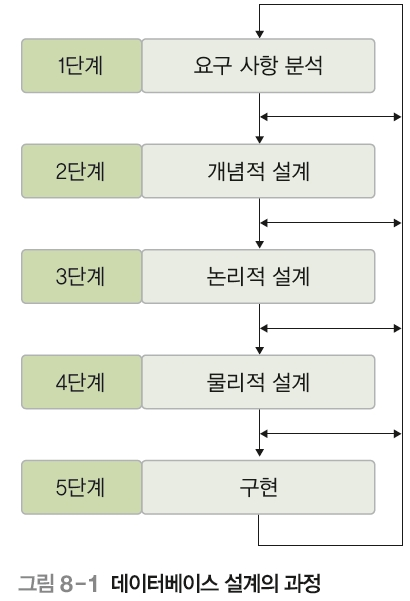 1단계 요구 사항 분석
2단계 개념적 설계
3단계 논리적 설계
4단계 물리적 설계
5단계 구현
그림 8-1 데이터베이스 설계의 과정